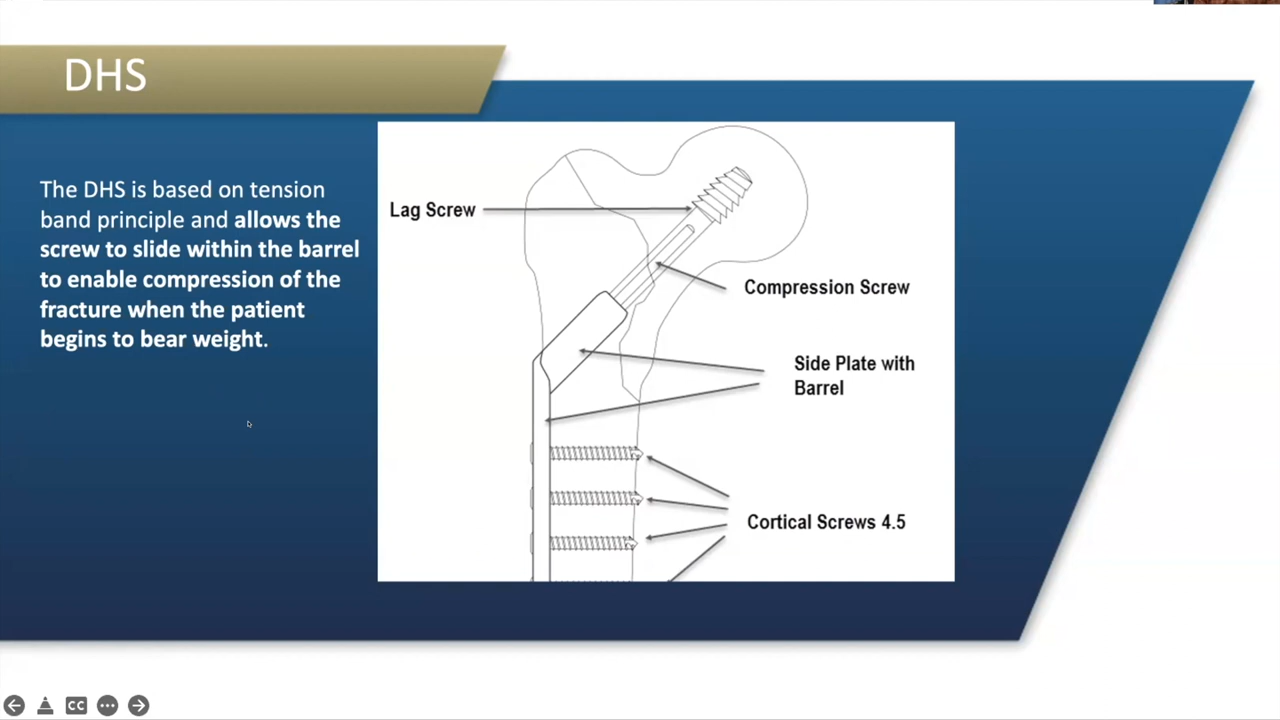 DHS
The DHS is based on tension
band principle and allows the
screw to slide within the barrel
to enable compression of the
fracture when the patient
begins to bear weight.
Lag Screw
Compression Screw
Side Plate with
Barrel
Cortical Screws 4.5
CC